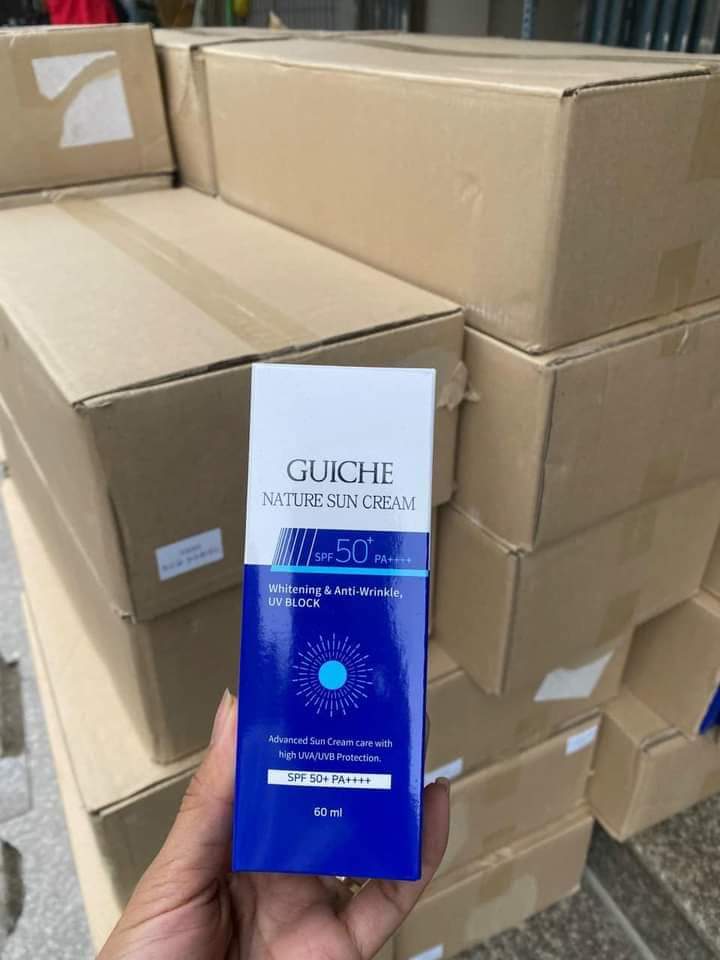 GUICHE
NATURE SUN CREAM
SPF 50+ PA++++
Whitening & Anti-Wrinkle,
UV BLOCK
Advanced Sun Cream care with
high UVA/UVB Protection.
SPF 50+ PA++++
60 ml